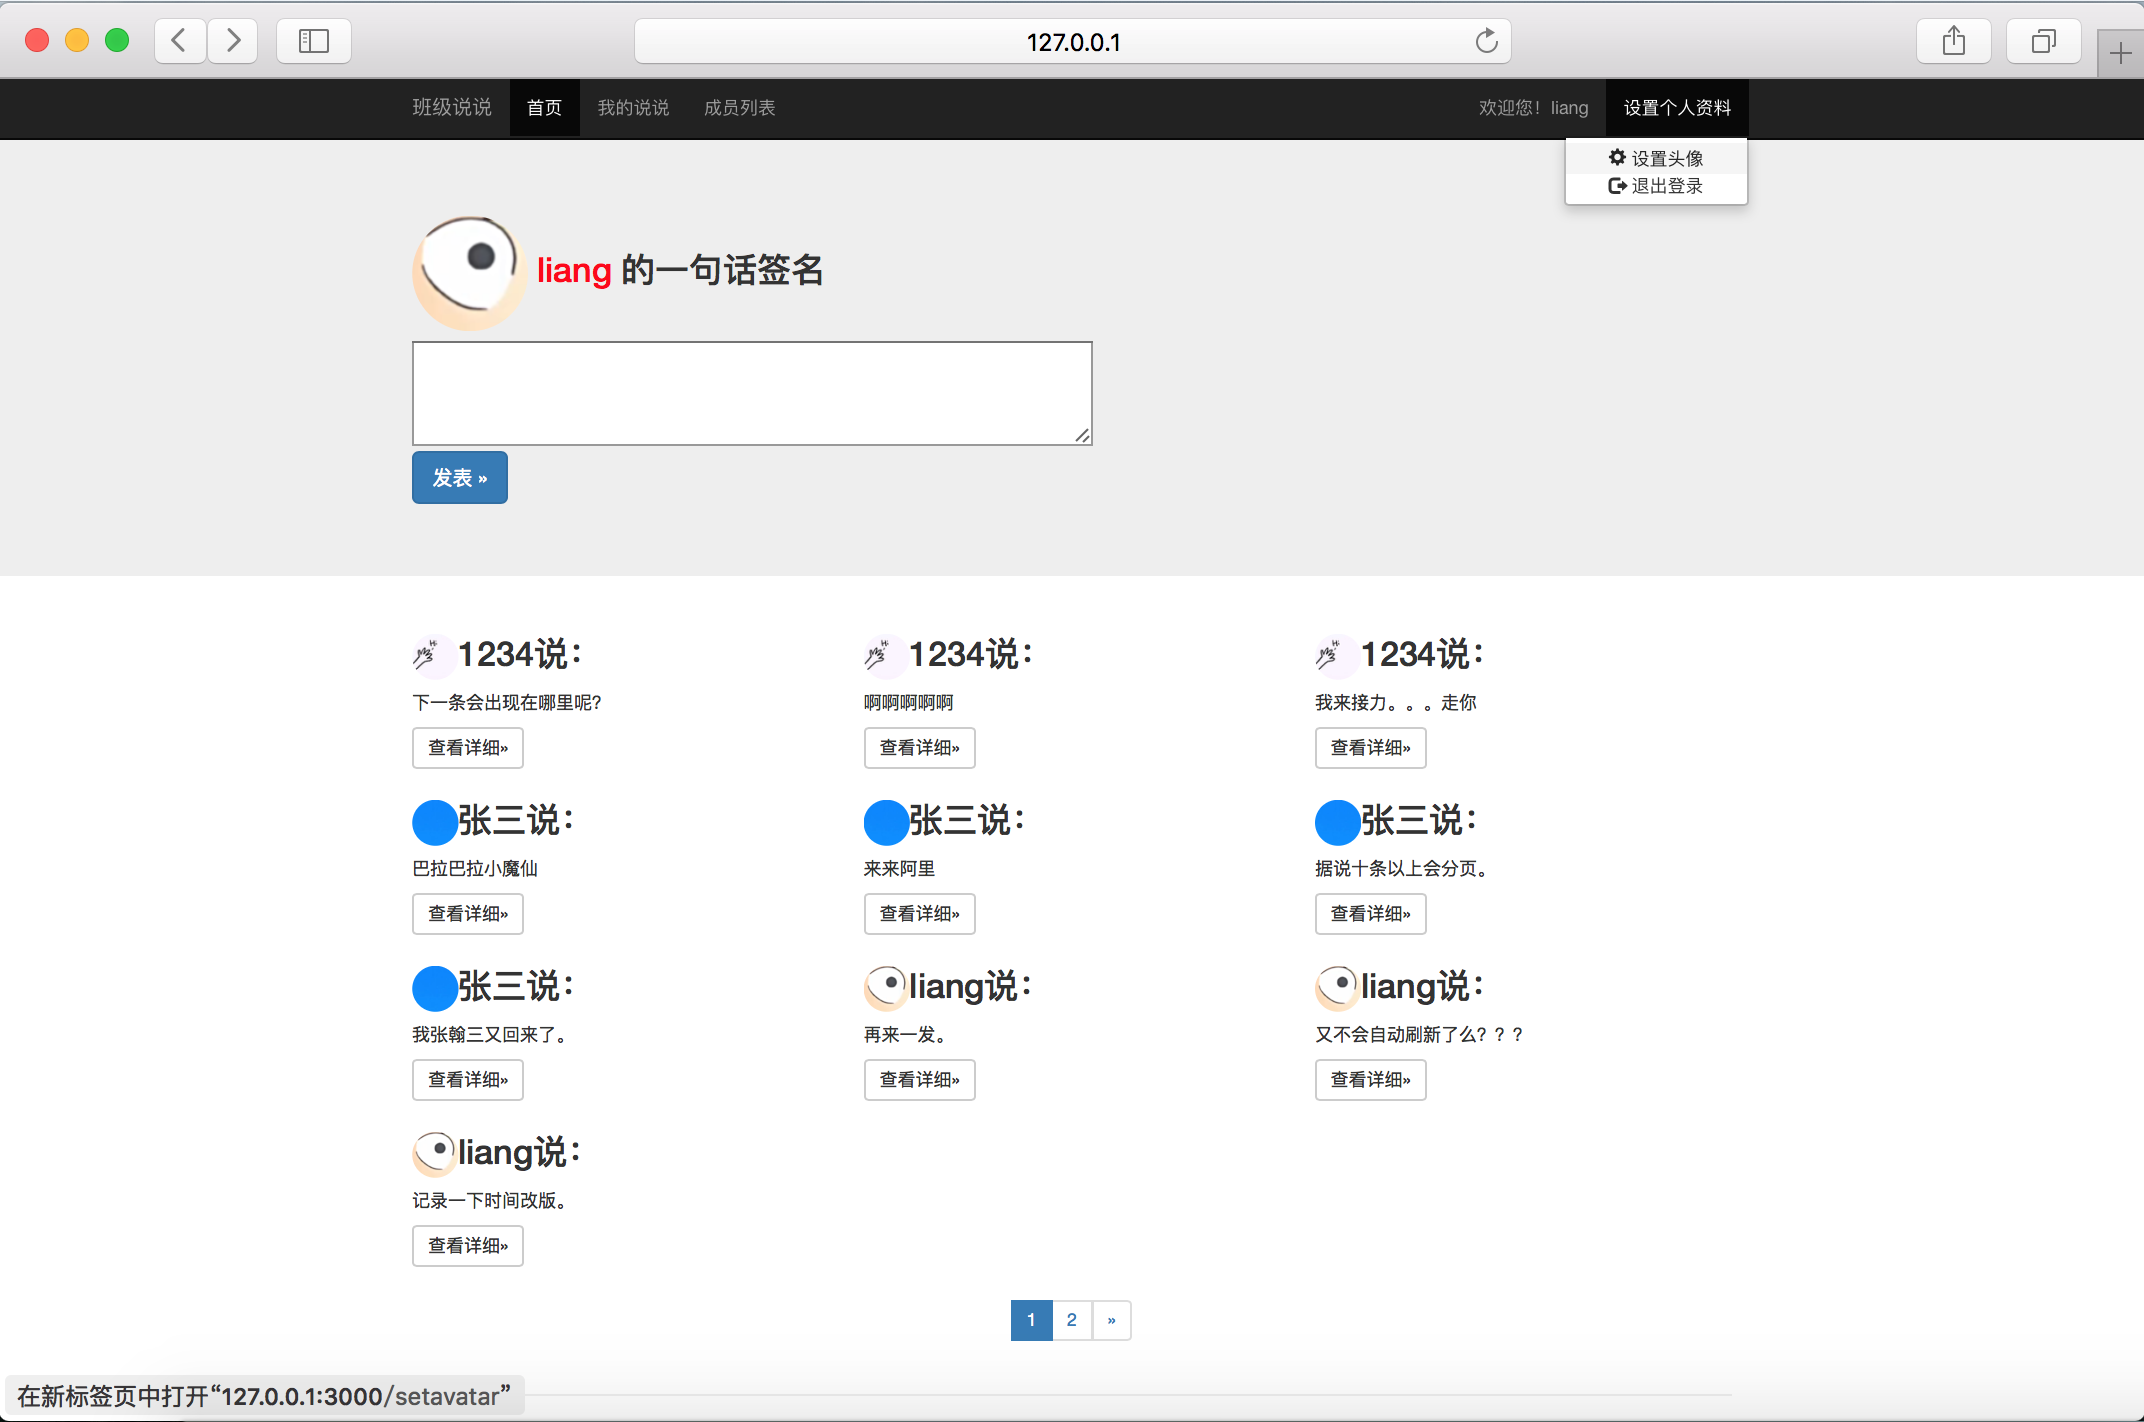 127.0.0.1
班级说说 首页 我的说说 成员列表 欢迎您！liang 设置个人资料
设置头像
退出登录
liang 的一句话签名
发表 »
1234说： 1234说： 1234说：
下一条会出现在哪里呢？ 啊啊啊啊啊 我来接力。。。走你
查看详细» 查看详细» 查看详细»
张三说： 张三说： 张三说：
巴拉巴拉小魔仙 来来阿里 据说十条以上会分页。
查看详细» 查看详细» 查看详细»
张三说： liang说： liang说：
我张翰三又回来了。 再来一发。 又不会自动刷新了么？？？
查看详细» 查看详细» 查看详细»
liang说：
记录一下时间改版。
查看详细»
1 2 »
在新标签页中打开“127.0.0.1:3000/setavatar”